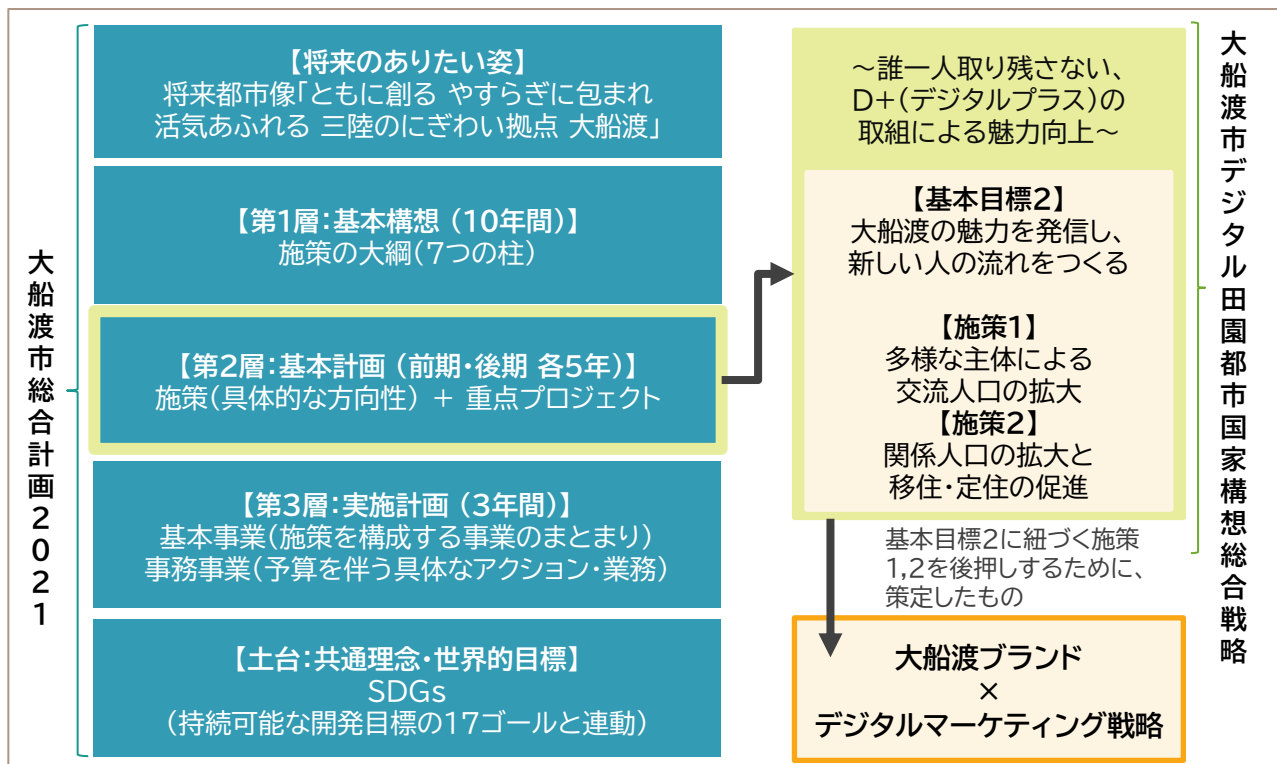 大船渡市総合計画2021
【将来のありたい姿】
将来都市像「ともに創る やすらぎに包まれ
活気あふれる 三陸のにぎわい拠点 大船渡」
【第1層:基本構想 (10年間)】
施策の大綱(7つの柱)
【第2層:基本計画 (前期・後期 各5年)】
施策(具体的な方向性) + 重点プロジェクト
【第3層:実施計画 (3年間)】
基本事業(施策を構成する事業のまとまり)
事務事業(予算を伴う具体なアクション・業務)
【土台:共通理念・世界的目標】
SDGs
(持続可能な開発目標の17ゴールと連動)
～誰一人取り残さない、
D+(デジタルプラス)の
取組による魅力向上～
【基本目標2】
大船渡の魅力を発信し、
新しい人の流れをつくる
【施策1】
多様な主体による
交流人口の拡大
【施策2】
関係人口の拡大と
移住・定住の促進
基本目標2に紐づく施策
1,2を後押しするために、
策定したもの
大船渡ブランド
×
デジタルマーケティング戦略
大船渡市デジタル田園都市国家構想総合戦略